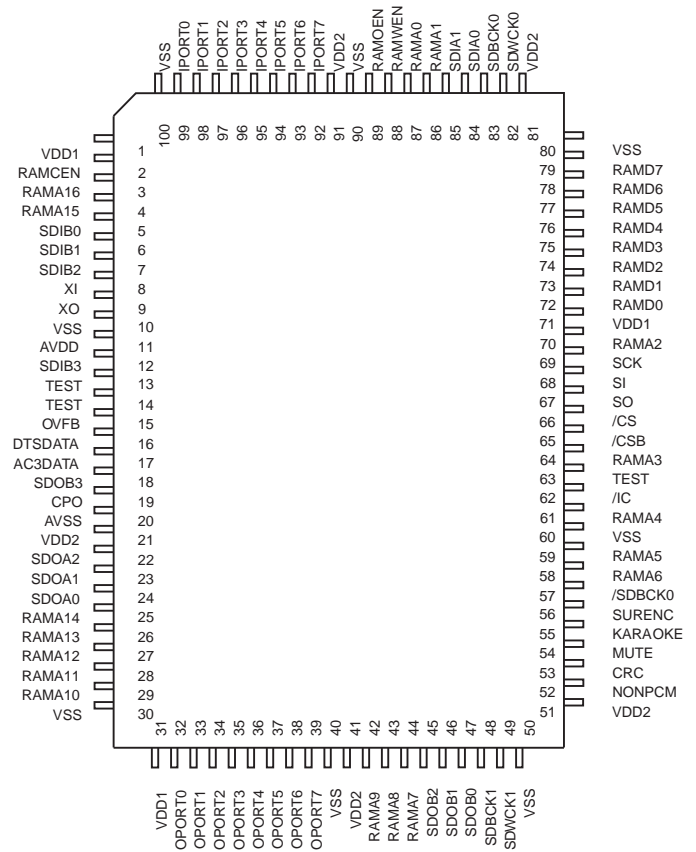 VSS IPORT0 IPORT1 IPORT2 IPORT3 IPORT4 IPORT5 IPORT6 IPORT7 VDD2 VSS RAMOEN RAMWEN RAMA0 RAMA1 SDIA1 SDIA0 SDBCK0 SDWCK0 VDD2
100 99 98 97 96 95 94 93 92 91 90 89 88 87 86 85 84 83 82 81
VDD1 1 80 VSS
RAMCEN 2 79 RAMD7
RAMA16 3 78 RAMD6
RAMA15 4 77 RAMD5
SDIB0 5 76 RAMD4
SDIB1 6 75 RAMD3
SDIB2 7 74 RAMD2
XI 8 73 RAMD1
XO 9 72 RAMD0
VSS 10 71 VDD1
AVDD 11 70 RAMA2
SDIB3 12 69 SCK
TEST 13 68 SI
TEST 14 67 SO
OVFB 15 66 /CS
DTSDATA 16 65 /CSB
AC3DATA 17 64 RAMA3
SDOB3 18 63 TEST
CPO 19 62 /IC
AVSS 20 61 RAMA4
VDD2 21 60 VSS
SDOA2 22 59 RAMA5
SDOA1 23 58 RAMA6
SDOA0 24 57 /SDBCK0
RAMA14 25 56 SURENC
RAMA13 26 55 KARAOKE
RAMA12 27 54 MUTE
RAMA11 28 53 CRC
RAMA10 29 52 NONPCM
VSS 30 51 VDD2
31 32 33 34 35 36 37 38 39 40 41 42 43 44 45 46 47 48 49 50
VDD1 OPORT0 OPORT1 OPORT2 OPORT3 OPORT4 OPORT5 OPORT6 OPORT7 VSS VDD2 RAMA9 RAMA8 RAMA7 SDOB2 SDOB1 SDOB0 SDBCK1 SDWCK1 VSS